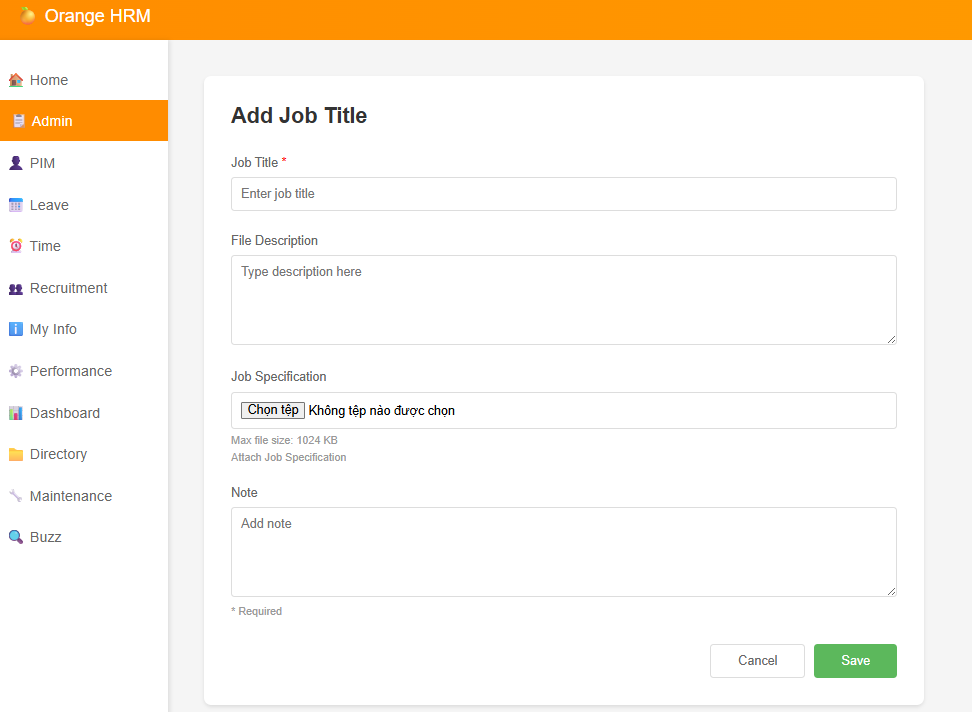 Orange HRM
Home
Admin
PIM
Leave
Time
Recruitment
My Info
Performance
Dashboard
Directory
Maintenance
Buzz
Add Job Title
Job Title *
Enter job title
File Description
Type description here
Job Specification
Chọn tệp Không tệp nào được chọn
Max file size: 1024 KB
Attach Job Specification
Note
Add note
* Required
Cancel Save